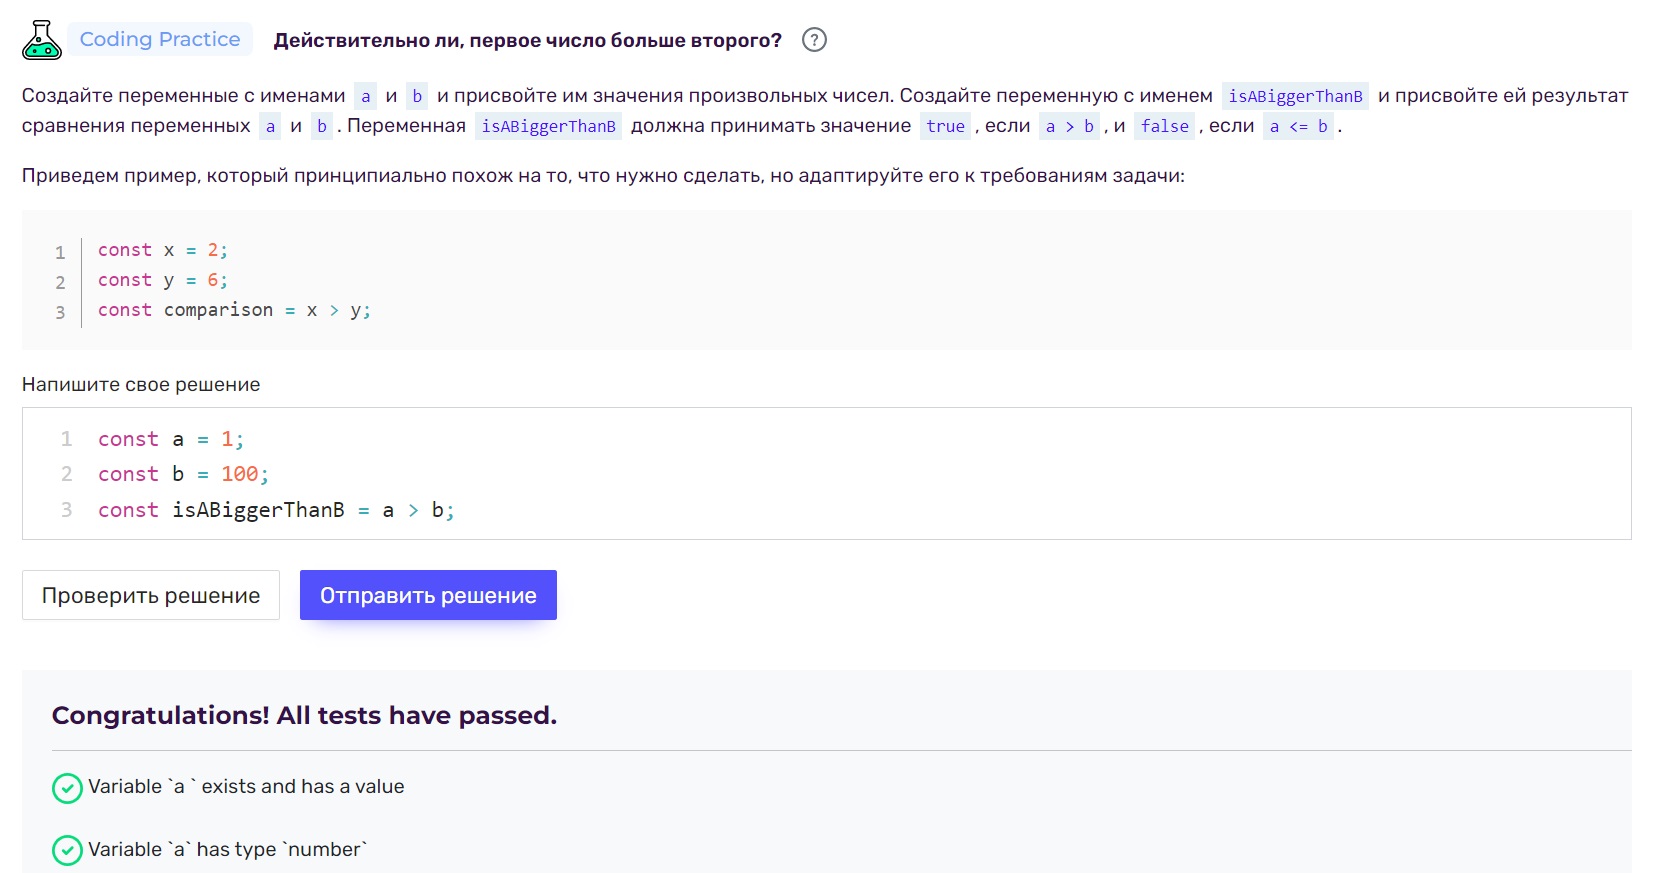 Coding Practice Действительно ли, первое число больше второго? ?
Создайте переменные с именами a и b и присвойте им значения произвольных чисел. Создайте переменную с именем isABiggerThanB и присвойте ей результат
сравнения переменных a и b . Переменная isABiggerThanB должна принимать значение true , если a > b , и false , если a <= b .
Приведем пример, который принципиально похож на то, что нужно сделать, но адаптируйте его к требованиям задачи:
1 const x = 2;
2 const y = 6;
3 const comparison = x > y;
Напишите свое решение
1 const a = 1;
2 const b = 100;
3 const isABiggerThanB = a > b;
Проверить решение Отправить решение
Congratulations! All tests have passed.
Variable `a ` exists and has a value
Variable `a` has type `number`